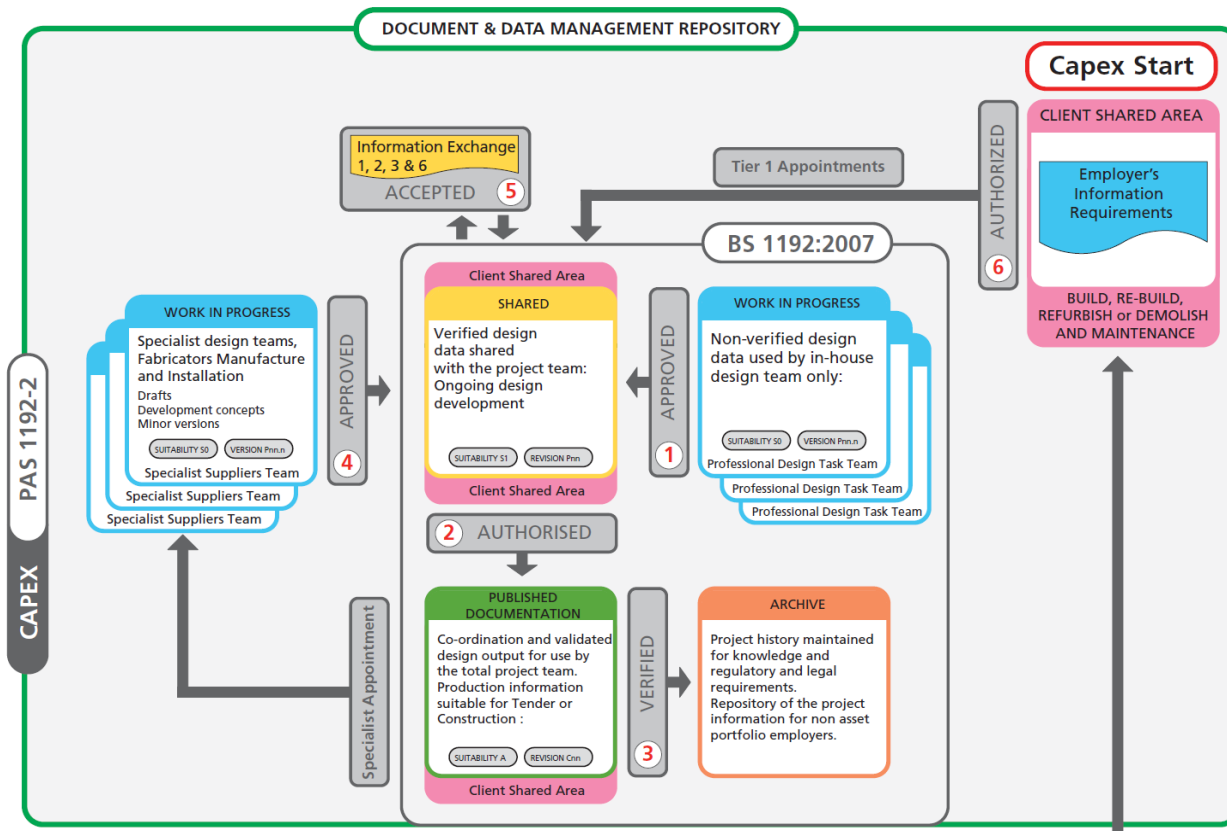 DOCUMENT & DATA MANAGEMENT REPOSITORY
Capex Start
CLIENT SHARED AREA
Employer's
Information
Requirements
BUILD, RE-BUILD,
REFURBISH or DEMOLISH
AND MAINTENANCE
AUTHORIZED
6
Tier 1 Appointments
Information Exchange
1, 2, 3 & 6
ACCEPTED
5
BS 1192:2007
Client Shared Area
SHARED
Verified design
data shared
with the project team:
Ongoing design
development
SUITABILITY S1
REVISION Pnn
Client Shared Area
APPROVED
1
WORK IN PROGRESS
Non-verified design
data used by in-house
design team only:
SUITABILITY S0
VERSION Pnn.n
Professional Design Task Team
Professional Design Task Team
Professional Design Task Team
WORK IN PROGRESS
Specialist design teams,
Fabricators Manufacture
and Installation
Drafts
Development concepts
Minor versions
SUITABILITY S0
VERSION Pnn.n
Specialist Suppliers Team
Specialist Suppliers Team
Specialist Suppliers Team
APPROVED
4
PAS 1192-2
CAPEX
2
AUTHORISED
PUBLISHED
DOCUMENTATION
Co-ordination and validated
design output for use by
the total project team.
Production information
suitable for Tender or
Construction :
SUITABILITY A
REVISION Cnn
Client Shared Area
Specialist Appointment
VERIFIED
3
ARCHIVE
Project history maintained
for knowledge and
regulatory and legal
requirements.
Repository of the project
information for non asset
portfolio employers.